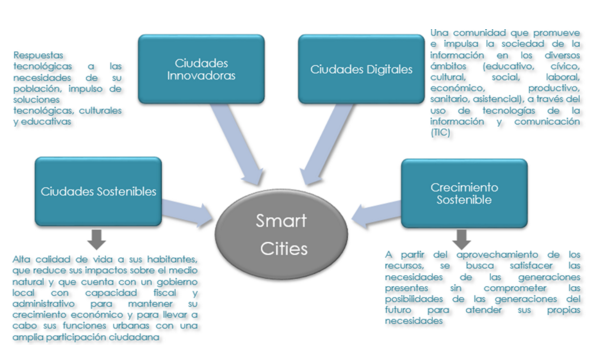 Respuestas
tecnológicas a las
necesidades de su
población, impulso de
soluciones
tecnológicas, culturales
y educativas
Ciudades
Innovadoras
Ciudades Digitales
Una comunidad que promueve
e impulsa la sociedad de la
información en los diversos
ámbitos (educativo, cívico,
cultural, social, laboral,
económico, productivo,
sanitario, asistencial), a través del
uso de tecnologías de la
información y comunicación
(TIC)
Ciudades Sostenibles
Smart
Cities
Crecimiento
Sostenible
Alta calidad de vida a sus habitantes,
que reduce sus impactos sobre el medio
natural y que cuenta con un gobierno
local con capacidad fiscal y
administrativo para mantener su
crecimiento económico y para llevar a
cabo sus funciones urbanas con una
amplia participación ciudadana
A partir del aprovechamiento de los
recursos, se busca satisfacer las
necesidades de las generaciones
presentes sin comprometer las
posibilidades de las generaciones del
futuro para atender sus propias
necesidades